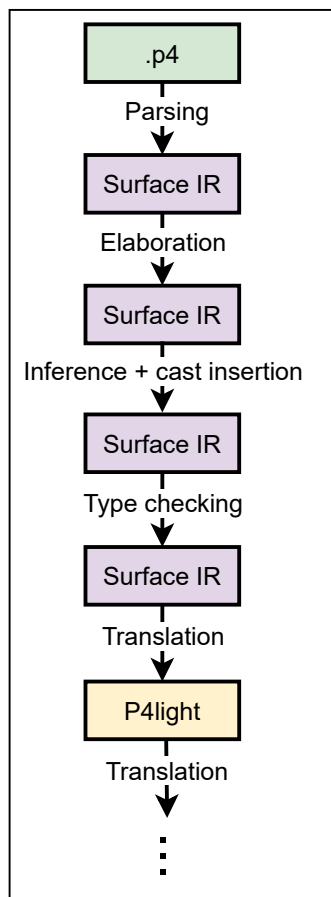 .p4
Parsing
Surface IR
Elaboration
Surface IR
Inference + cast insertion
Surface IR
Type checking
Surface IR
Translation
P4light
Translation